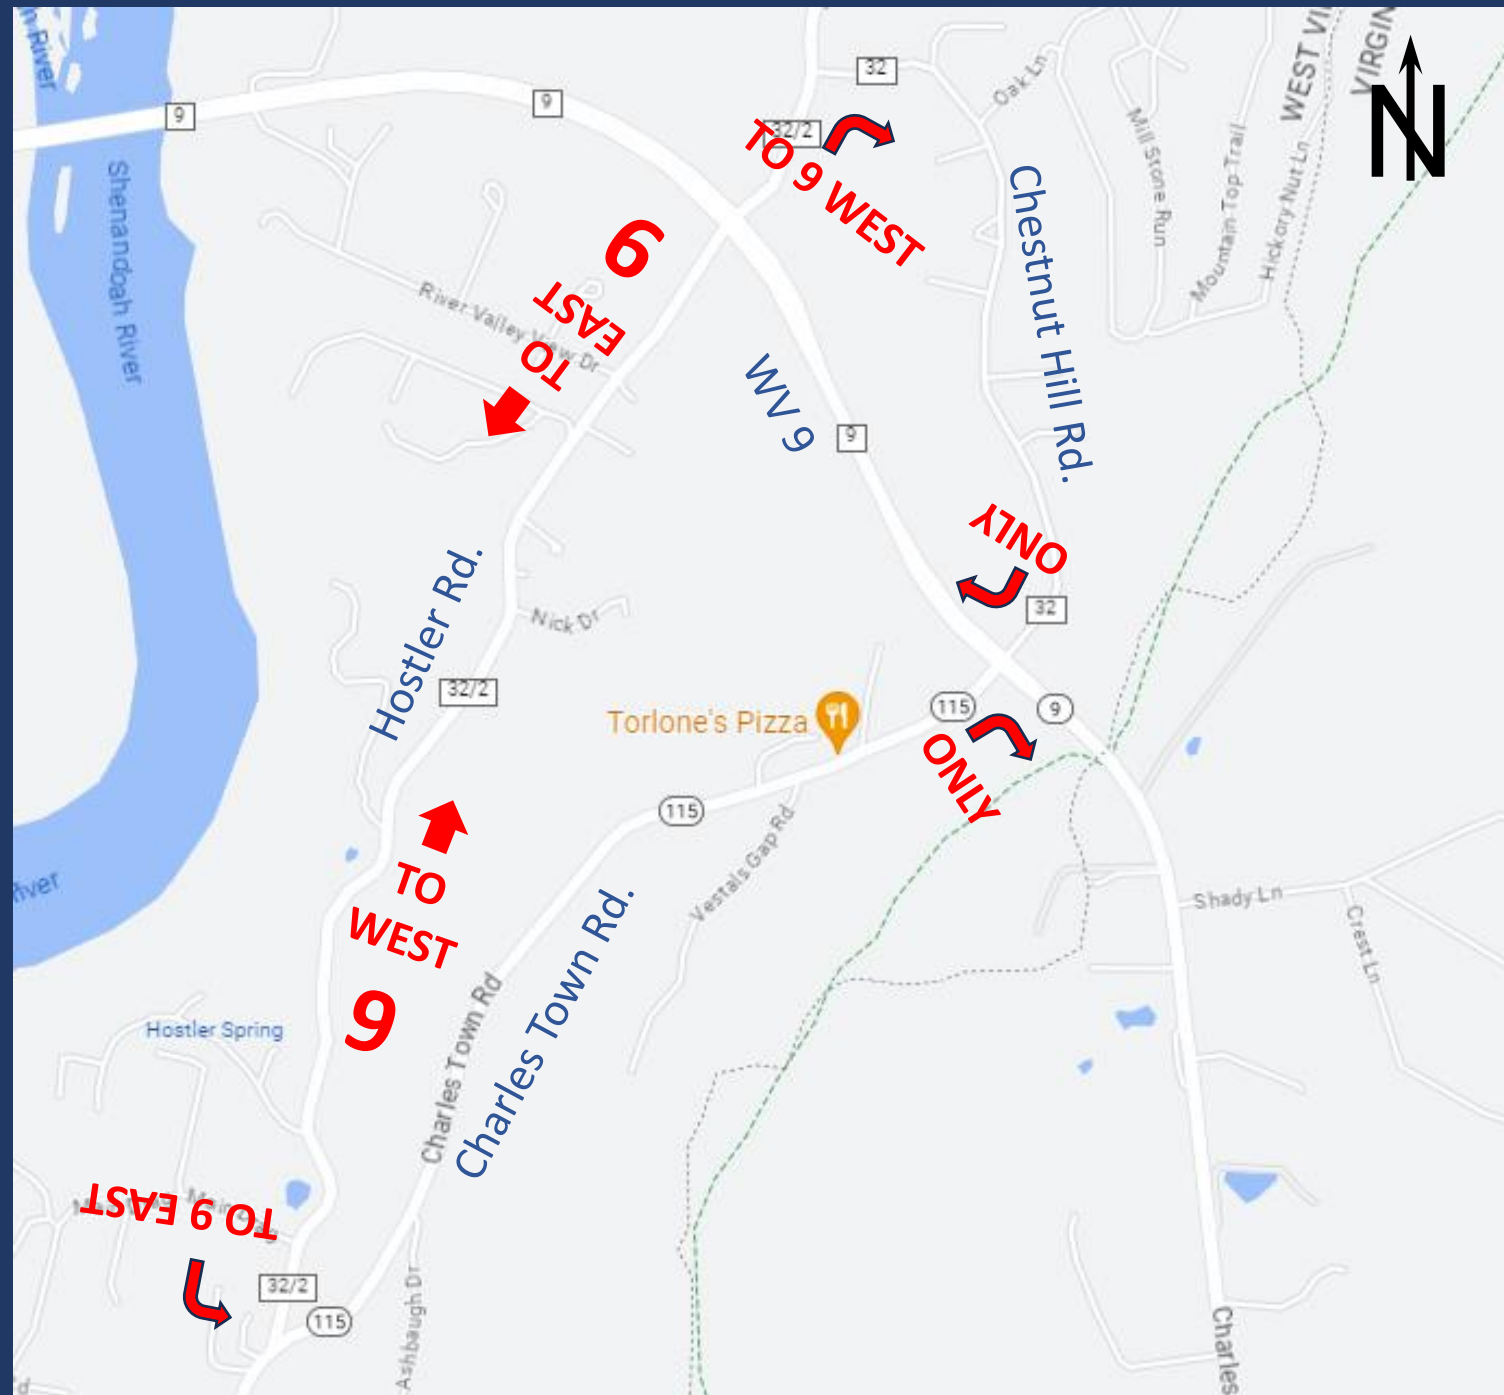 n River
9
9
32
32/2
TO 9 WEST
Oak Ln
Mill Stone Run
Mountain Top Trail
Hickory Nut Ln
WEST VI
VIRGIN
N
Shenandoah River
Chestnut Hill Rd.
River Valley View Dr
TO
EAST
9
WV 9
9
ONLY
32
Hostler Rd.
Nick Dr
32/2
Torlone's Pizza
115
9
ONLY
115
Vestals Gap Rd
Shady Ln
Crest Ln
River
TO
WEST
9
Charles Town Rd
Charles Town Rd.
Hostler Spring
Main Drag
TO 9 EAST
32/2
115
Ashbaugh Dr
Charles
d